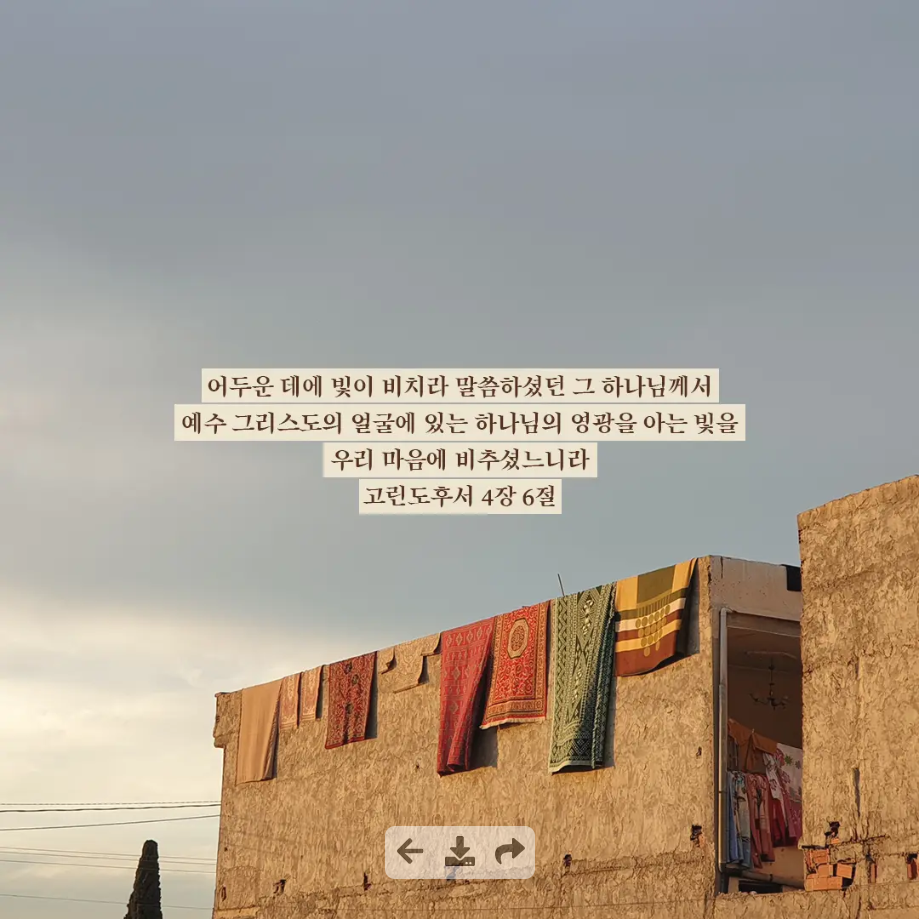 어두운 데에 빛이 비치라 말씀하셨던 그 하나님께서
예수 그리스도의 얼굴에 있는 하나님의 영광을 아는 빛을
우리 마음에 비추셨느니라
고린도후서 4장 6절